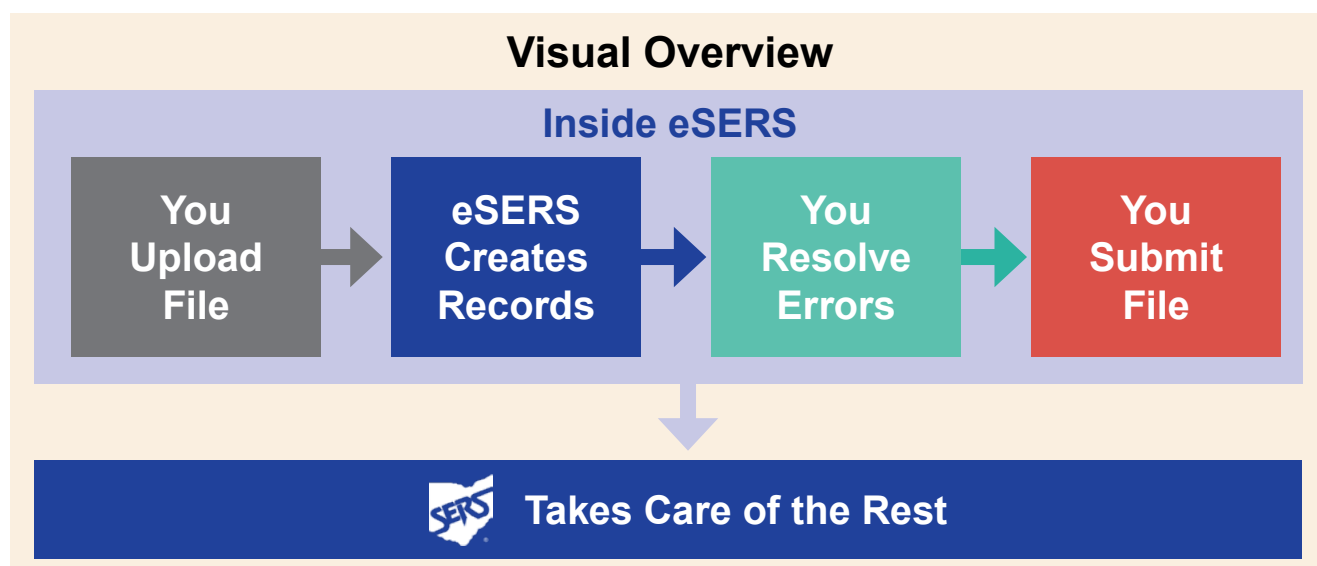 Visual Overview
Inside eSERS
You
Upload
File
eSERS
Creates
Records
You
Resolve
Errors
You
Submit
File
SERS
Takes Care of the Rest